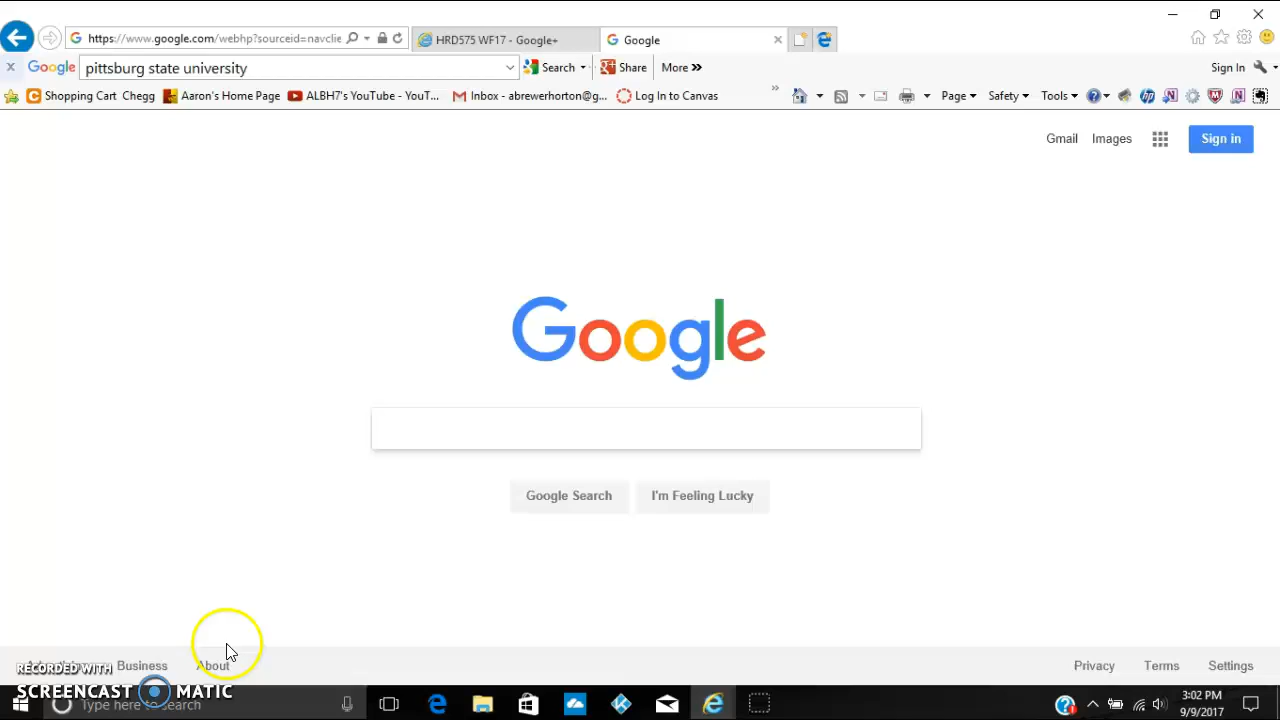 https://www.google.com/webhp?sourceid=navclie
HRD575 WF17 - Google+
Google
Google
pittsburg state university
Search
Share
More »
Sign In
Shopping Cart Chegg
Aaron's Home Page
ALBH7's YouTube - YouT...
Inbox - abrewerhorton@g...
Log In to Canvas
Page
Safety
Tools
Gmail
Images
Sign in
Google
Google Search
I'm Feeling Lucky
Business
About
Privacy
Terms
Settings
RECORDED WITH
SCREENCAST MATIC
Type here to search
3:02 PM
9/9/2017